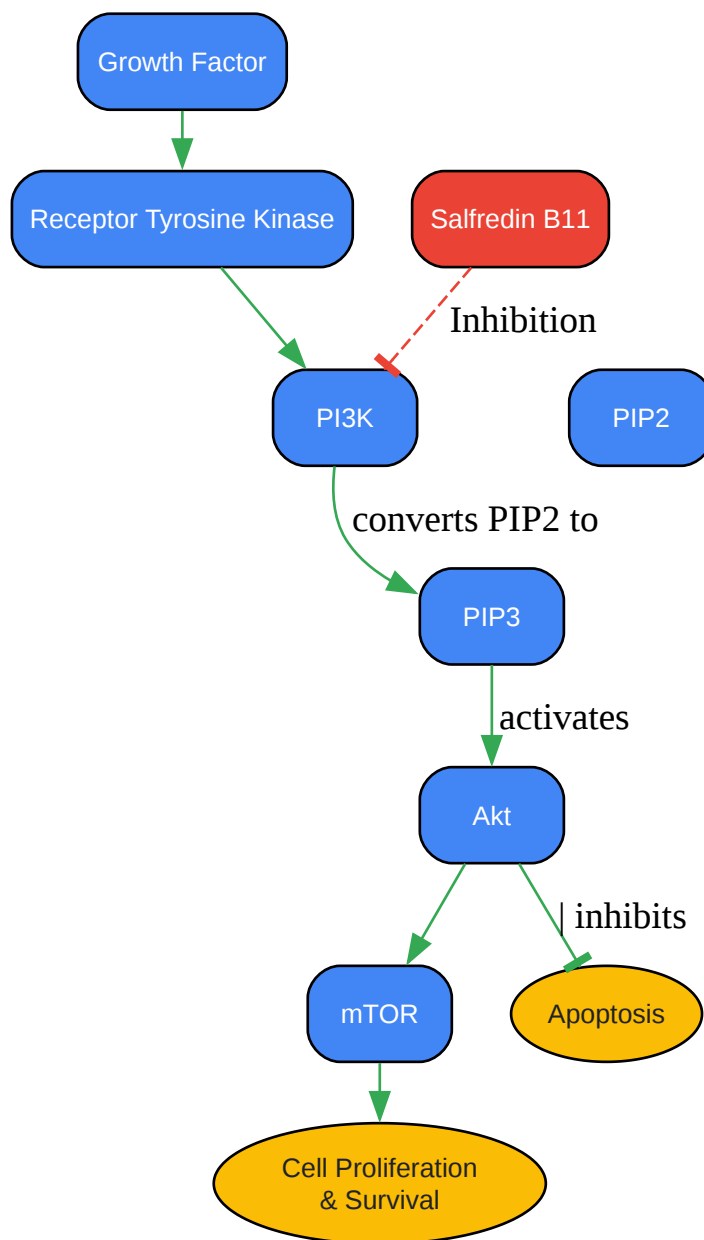 Growth Factor
Receptor Tyrosine Kinase
Salfredin B11
Inhibition
PI3K
PIP2
converts PIP2 to
PIP3
activates
Akt
| inhibits
mTOR
Apoptosis
Cell Proliferation
& Survival